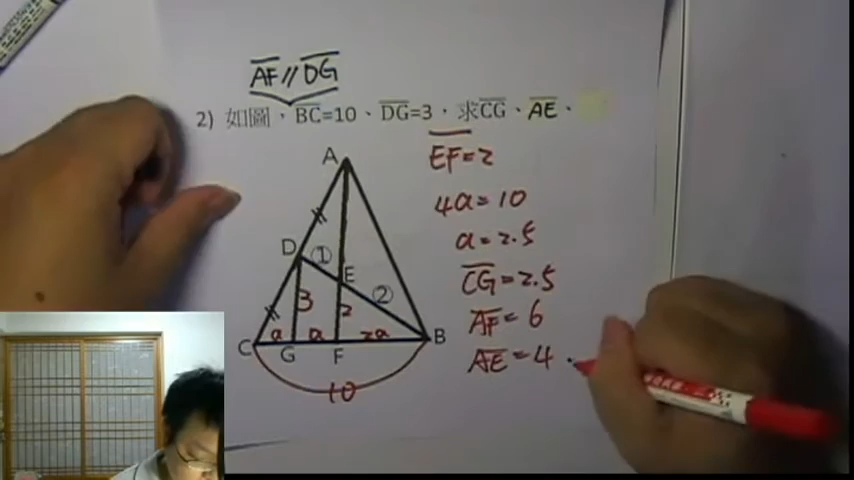 AF//DG
2) 如圖，BC=10、DG=3，求CG、AE、
EF=2
4a=10
a=2.5
CG=2.5
AF=6
AE=4
A
D ① E
3 2 ②
a a 2a
C G F B
10